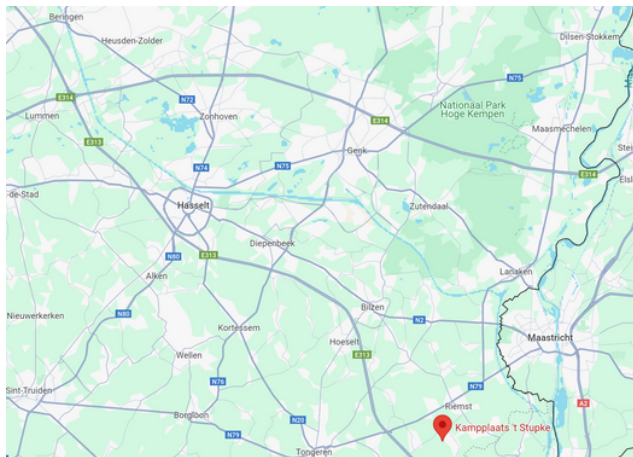 Beringen
Heusden-Zolder
Dilsen-Stokkem
E314
N72
N75
Nationaal Park
Hoge Kempen
Lummen
Zonhoven
E314
Maasmechelen
E313
Genk
N74
N75
E314
Hasselt
Zutendaal
Diepenbeek
N80
E313
Alken
Lanaken
Bilzen
N80
N2
Nieuwerkerken
Kortessem
Maastricht
Hoeselt
Wellen
E313
N76
N79
Sint-Truiden
A2
Riemst
Borgloon
N20
Kampplaats 't Stupke
N79
Tongeren